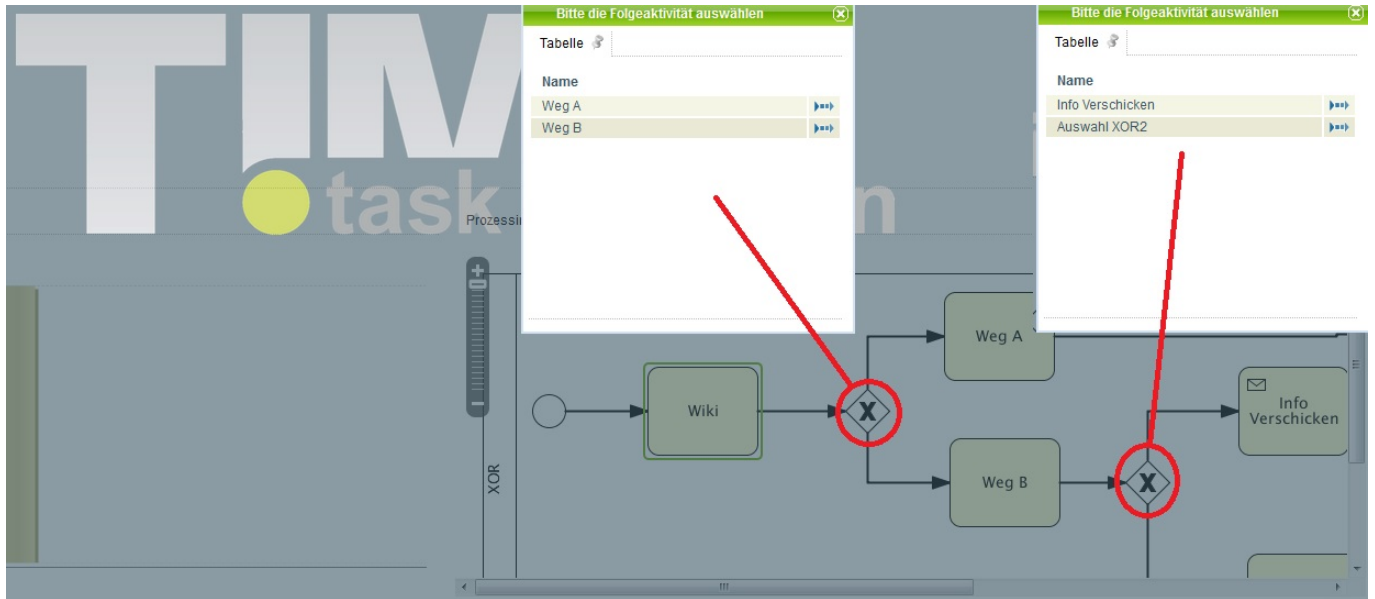 Bitte die Folgeaktivität auswählen
Tabelle
Name
Weg A
Weg B
Bitte die Folgeaktivität auswählen
Tabelle
Name
Info Verschicken
Auswahl XOR2
TIM
task
n
Prozessin
XOR
Wiki
X
Weg A
Weg B
X
Info
Verschicken